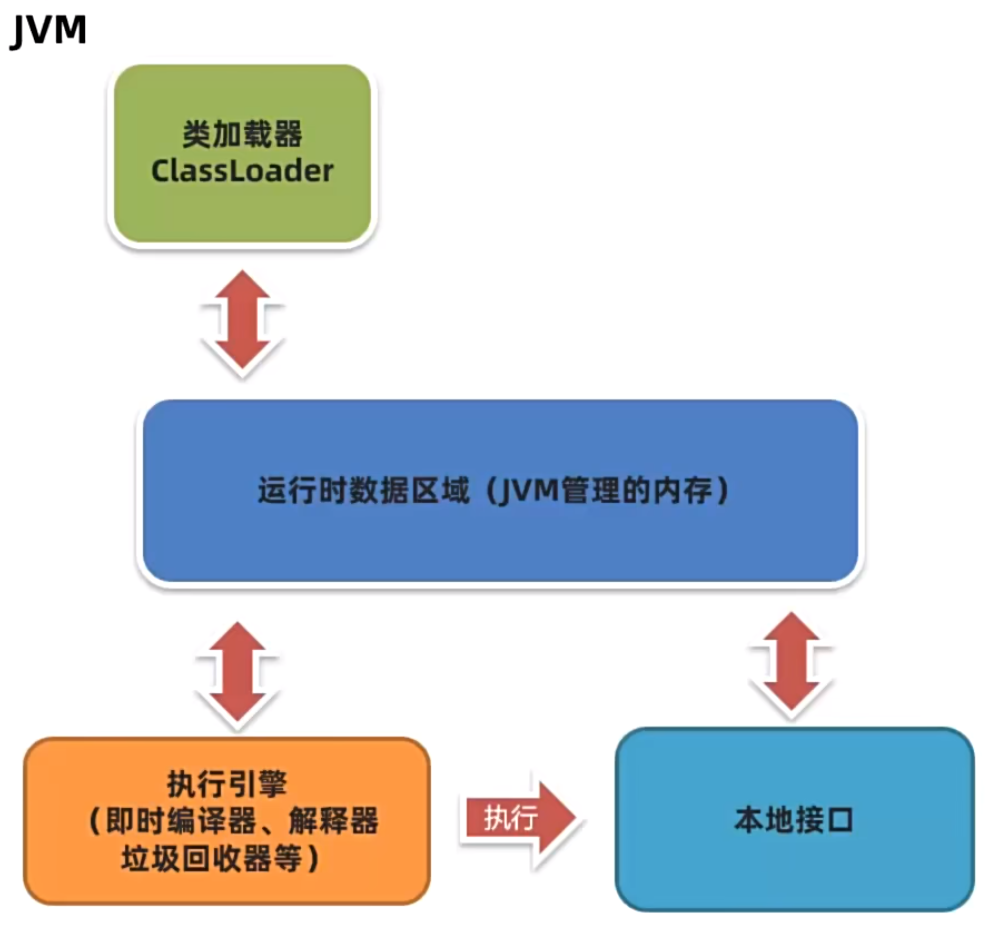 JVM
类加载器
ClassLoader
运行时数据区域（JVM管理的内存）
执行引擎
（即时编译器、解释器
垃圾回收器等）
执行
本地接口